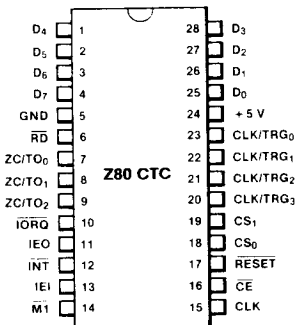 D4 1 28 D3
D5 2 27 D2
D6 3 26 D1
D7 4 25 D0
GND 5 24 +5 V
RD 6 23 CLK/TRG0
ZC/TO0 7 22 CLK/TRG1
ZC/TO1 8 Z80 CTC 21 CLK/TRG2
ZC/TO2 9 20 CLK/TRG3
IORQ 10 19 CS1
IEO 11 18 CS0
INT 12 17 RESET
IEI 13 16 CE
M1 14 15 CLK